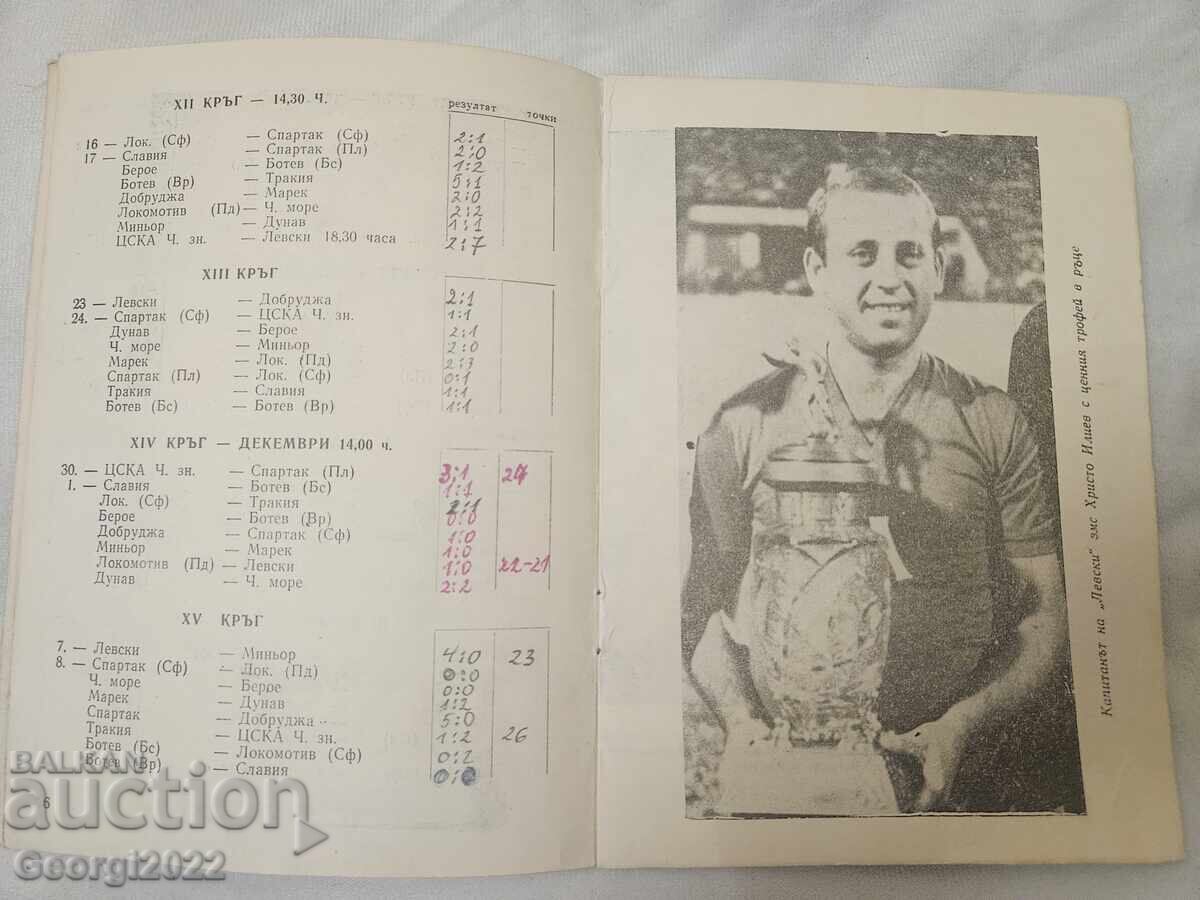 XII КРЪГ — 14,30 Ч. результат точки
16 — Лок. (Сф) — Спартак (Сф) 2:1
17 — Славия — Спартак (Пл) 2:0
Берое — Ботев (Бс) 1:2
Ботев (Вр) — Тракия 5:1
Добруджа — Марек 2:0
Локомотив (Пд) — Ч. море 2:2
Миньор — Дунав 1:1
ЦСКА Ч. зн. — Левски 18,30 часа 2:7
XIII КРЪГ
23 — Левски — Добруджа 2:1
24. — Спартак (Сф) — ЦСКА Ч. зн. 1:1
Дунав — Берое 2:1
Ч. море — Миньор 2:0
Марек — Лок. (Пд)
Спартак (Пл) — Лок. (Сф) 0:1
Тракия — Славия 1:1
Ботев (Бс) — Ботев (Вр) 1:1
XIV КРЪГ — ДЕКЕМВРИ 14,00 ч.
30. — ЦСКА Ч. зн. — Спартак (Пл) 3:1
1. — Славия — Ботев (Бс) 1:1
Лок. (Сф) — Тракия 2:1
Берое — Ботев (Вр) 0:0
Добруджа — Спартак (Сф) 1:0
Миньор — Марек 1:0
Локомотив (Пд) — Левски 1:0 22-21
Дунав — Ч. море 2:2
XV КРЪГ
7. — Левски — Миньор 4:0 23
8. — Спартак (Сф) — Лок. (Пд) 0:0
Ч. море — Берое 0:0
Марек — Дунав 1:2
Спартак — Добруджа 5:0
Тракия — ЦСКА Ч. зн. 1:2 26
Ботев (Бс) — Локомотив (Сф) 0:2
Ботев (Вр) — Славия 0:0
6
Капитанът на „Левски“ змс Христо Илиев с ценния трофей в ръце
BALKAN
auction
Georgi2022